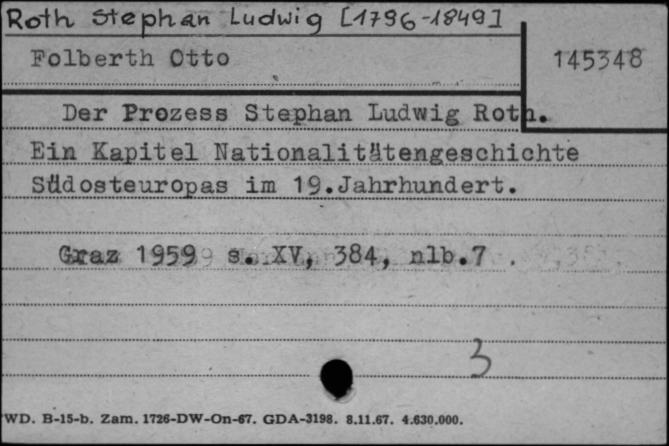 Roth Stephan Ludwig [1796-1849]
Folberth Otto
145348
Der Prozess Stephan Ludwig Roth.
Ein Kapitel Nationalitätengeschichte
Südosteuropas im 19.Jahrhundert.
Graz 1959 s. XV, 384, nlb.7 .
3
WD. B-15-b. Zam. 1726-DW-On-67. GDA-3198. 8.11.67. 4.630.000.